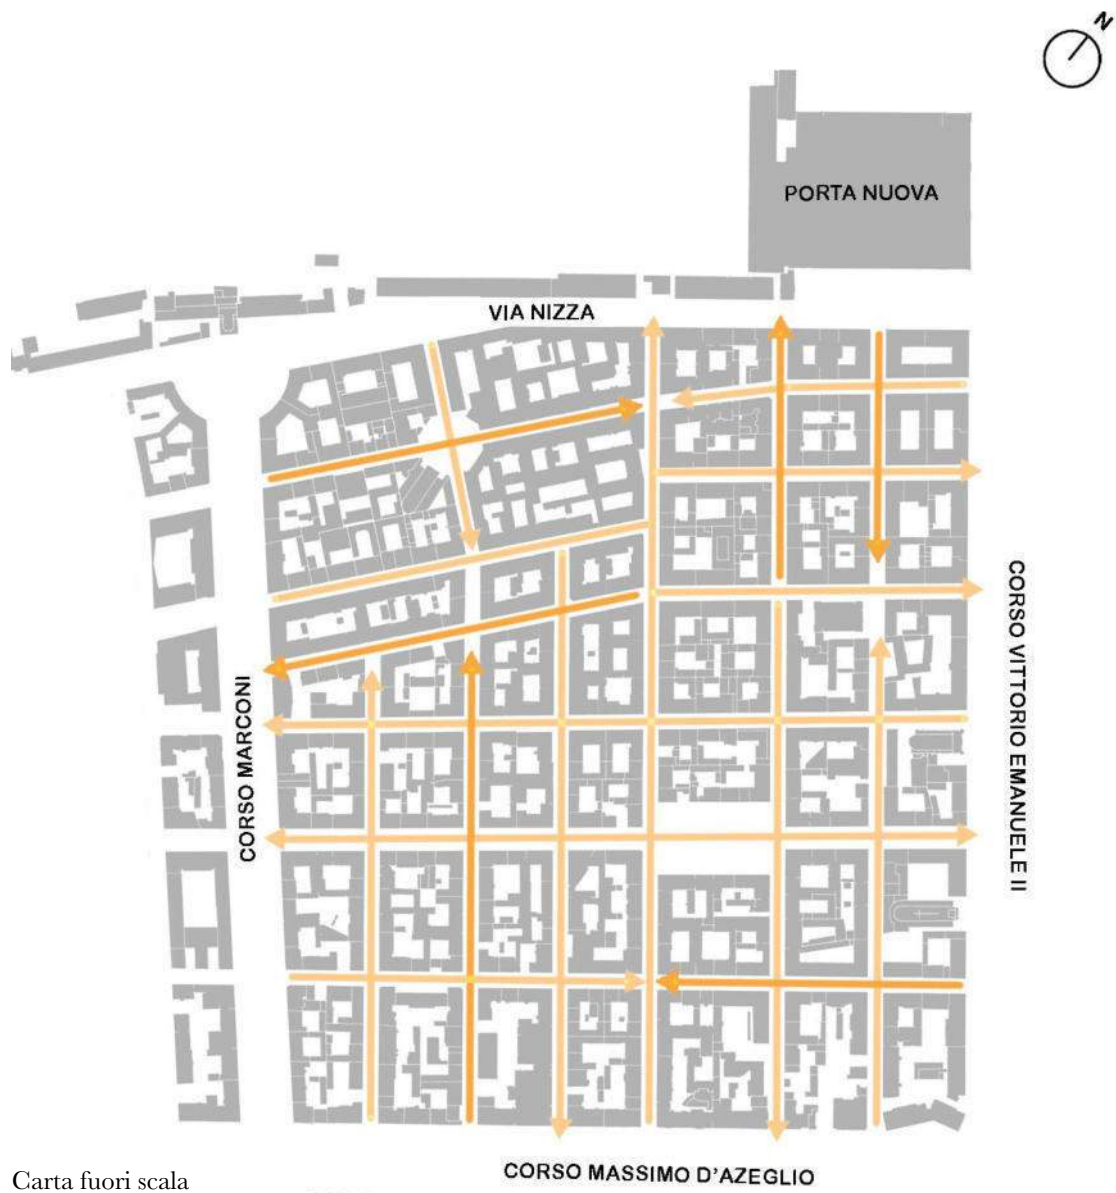 N
PORTA NUOVA
VIA NIZZA
CORSO MARCONI
CORSO VITTORIO EMANUELE II
CORSO MASSIMO D'AZEGLIO
Carta fuori scala